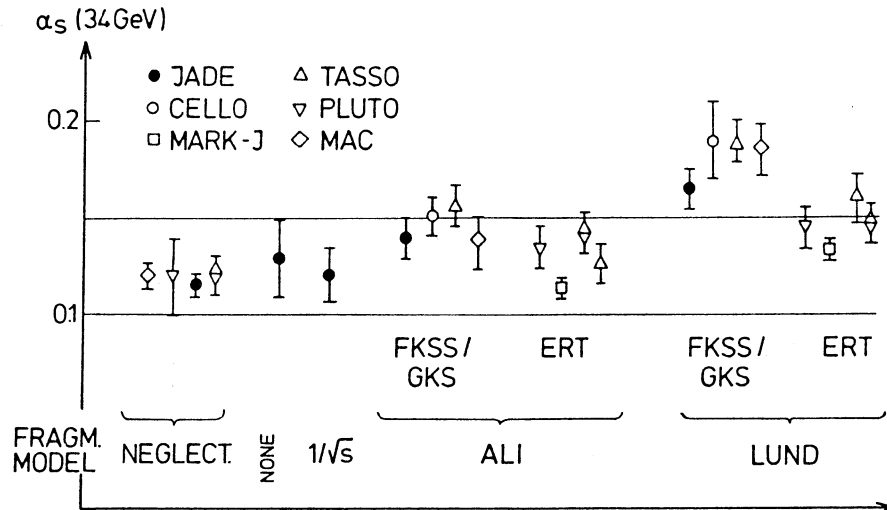 αs (34GeV)
JADE
CELLO
MARK-J
TASSO
PLUTO
MAC
0.2
0.1
FKSS/
GKS
ERT
FKSS/
GKS
ERT
FRAGM.
MODEL
NEGLECT.
NONE
1/√s
ALI
LUND